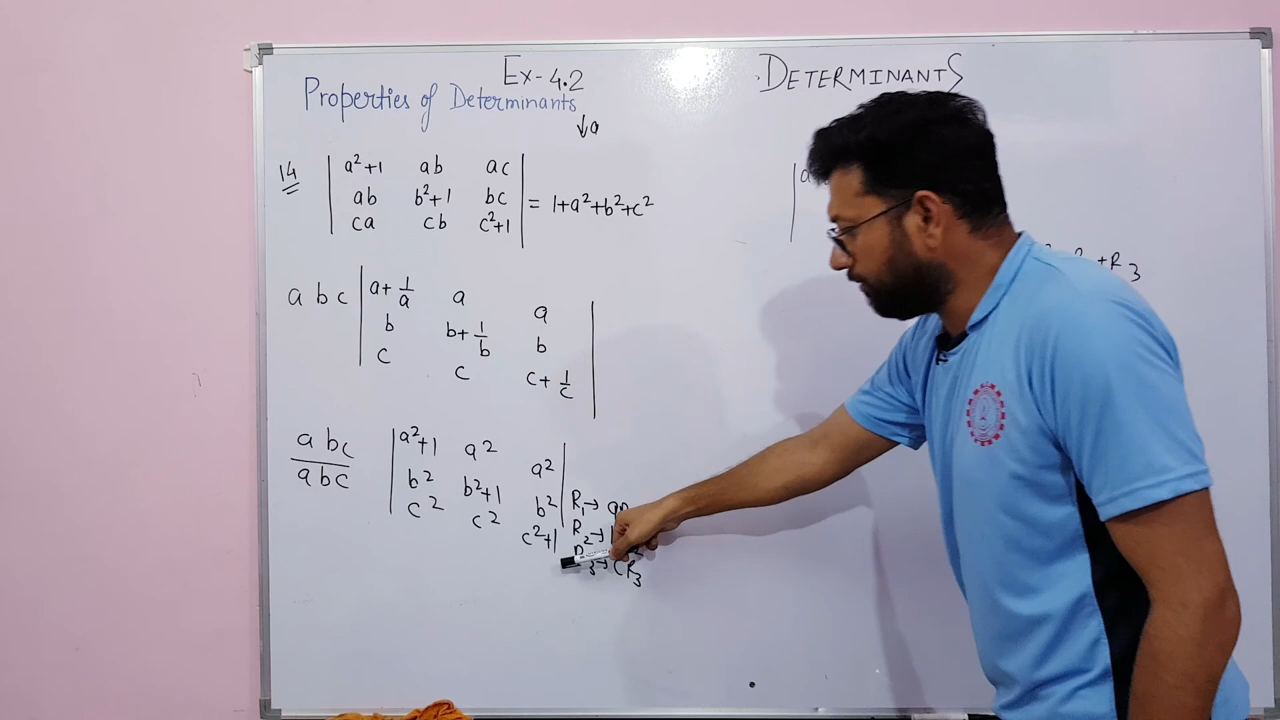 Ex-4.2
DETERMINANTS
Properties of Determinants
↓a
14 | a²+1 ab ac |
| ab b²+1 bc | = 1+a²+b²+c²
| ca cb c²+1 |
abc | a+1/a a a |
| b b+1/b b |
| c c c+1/c |
abc/abc | a²+1 a² a² |
| b² b²+1 b² |
| c² c² c²+1 |
R₁→
R₂→
₃→CR₃
+R₃